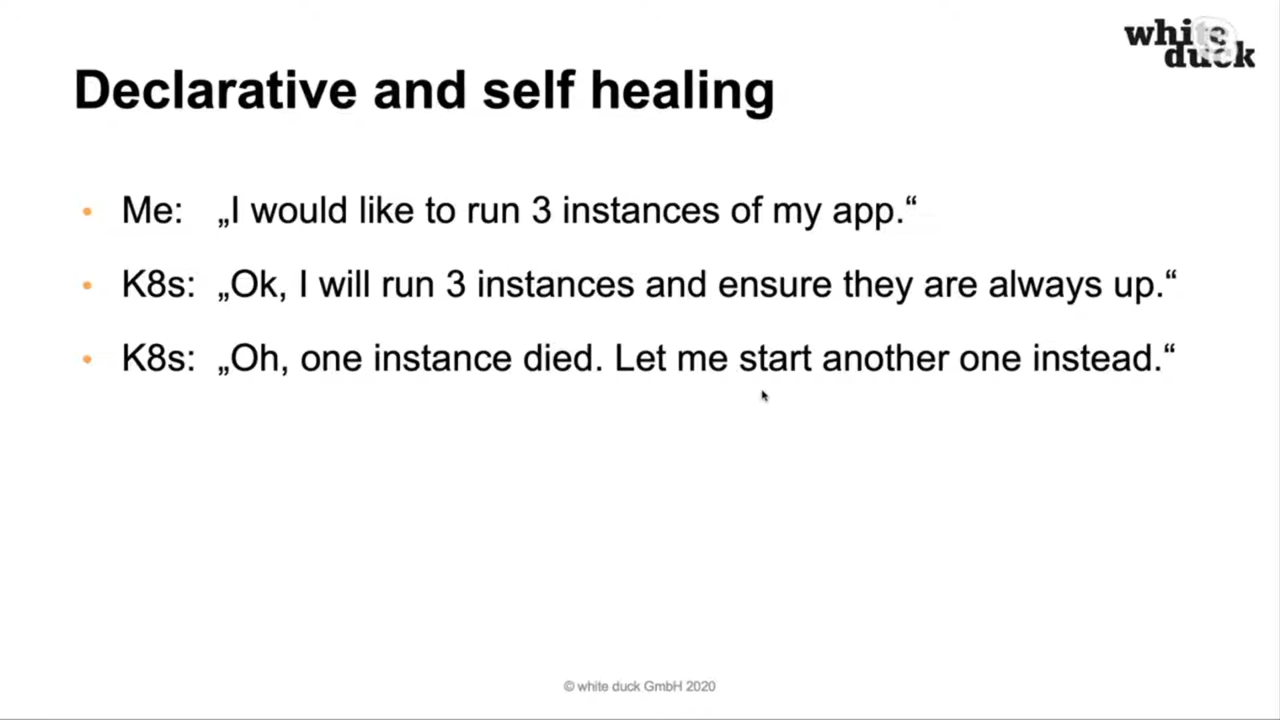 white
duck
Declarative and self healing
• Me: „I would like to run 3 instances of my app.“
• K8s: „Ok, I will run 3 instances and ensure they are always up.“
• K8s: „Oh, one instance died. Let me start another one instead.“
© white duck GmbH 2020